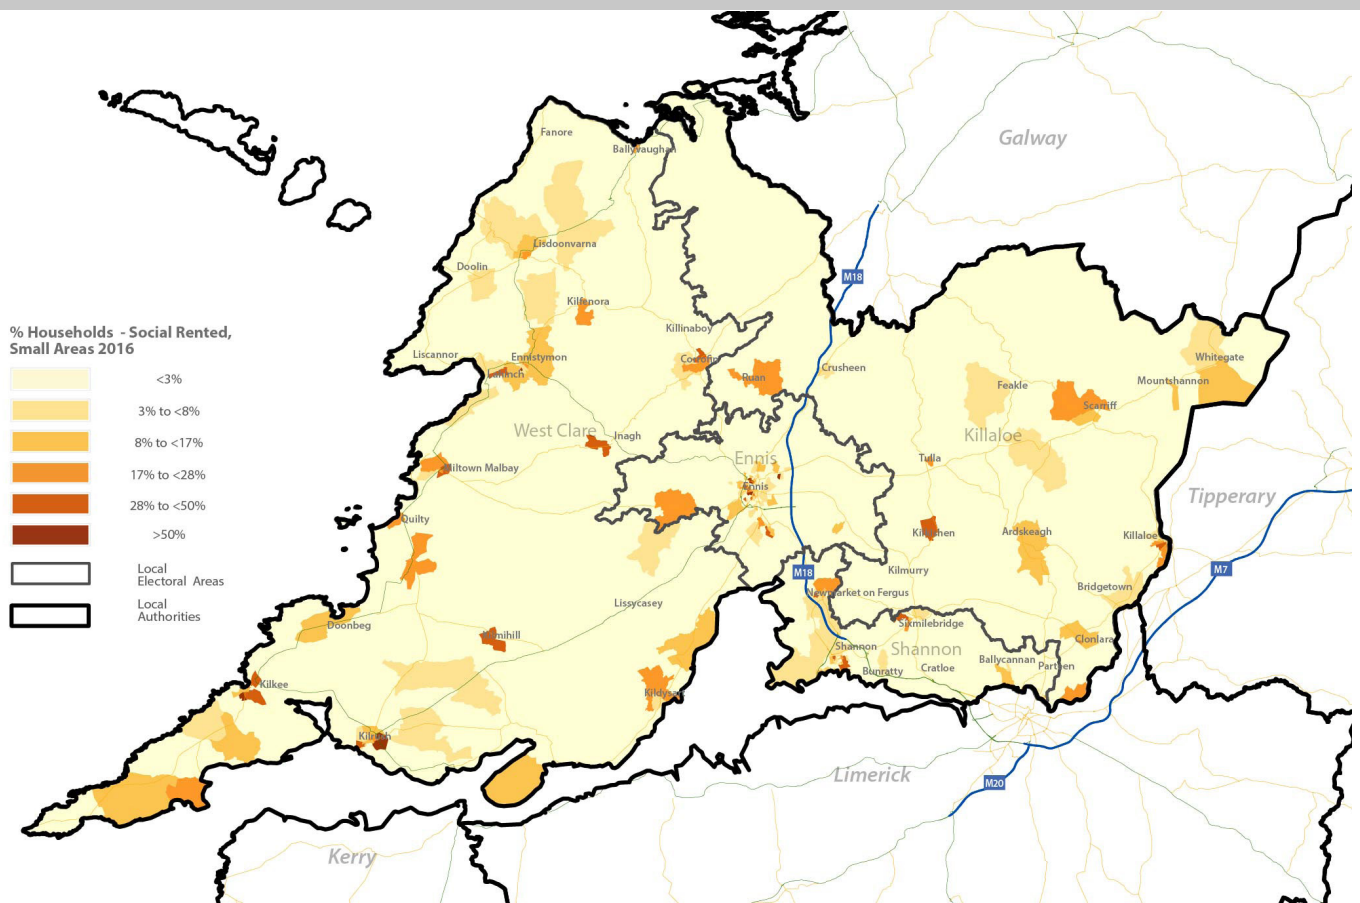 % Households - Social Rented,
Small Areas 2016
<3%
3% to <8%
8% to <17%
17% to <28%
28% to <50%
>50%
Local
Electoral Areas
Local
Authorities
Galway
Fanore
Ballyvaughan
Lisdoonvarna
Doolin
M18
Kilfenora
Killinaboy
Liscannor
Ennistymon
Corofin
Lahinch
Ruan
Crusheen
Whitegate
Mountshannon
Feakle
Scarriff
West Clare
Inagh
Killaloe
Ennis
Tulla
Miltown Malbay
Ennis
Tipperary
Quilty
Kilkishen
Ardskeagh
Killaloe
M18
Kilmurry
M7
Newmarket on Fergus
Bridgetown
Lissycasey
Doonbeg
Sixmilebridge
Kilmihill
Clonlara
Shannon
Shannon
Ballycannan
Parteen
Bunratty
Cratloe
Kilkee
Kildysart
Kilrush
Limerick
M20
Kerry